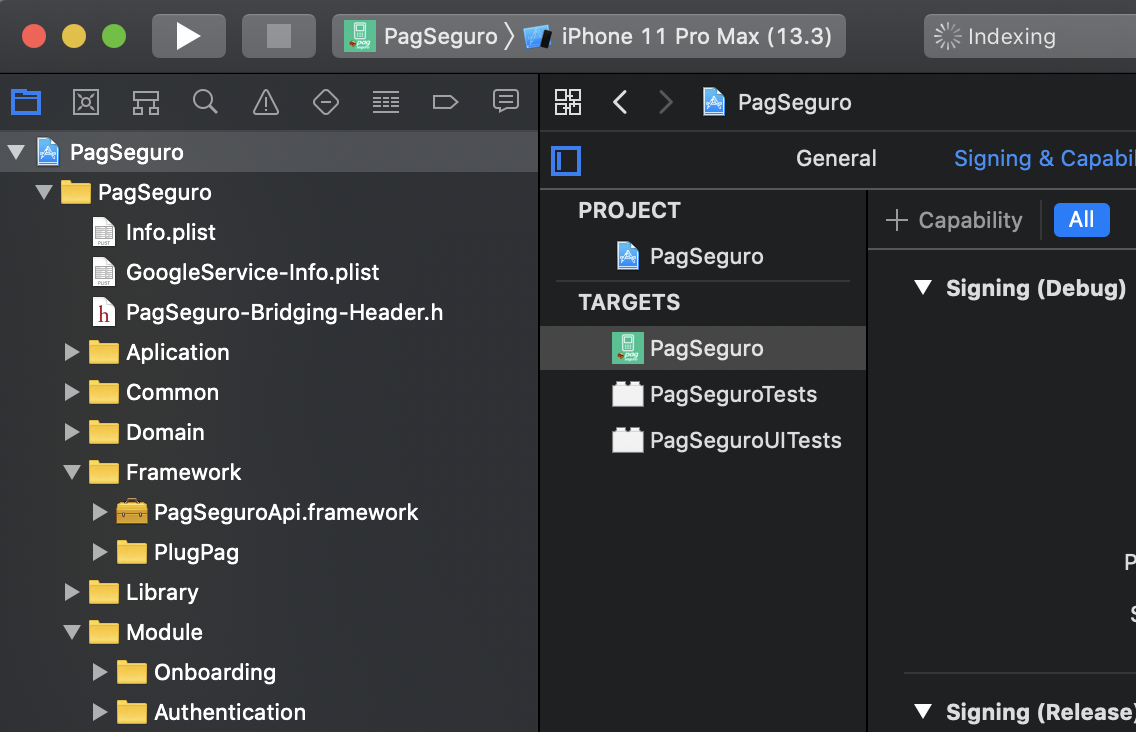 PagSeguro
iPhone 11 Pro Max (13.3)
Indexing
PagSeguro
PagSeguro
Info.plist
GoogleService-Info.plist
PagSeguro-Bridging-Header.h
Aplication
Common
Domain
Framework
PagSeguroApi.framework
PlugPag
Library
Module
Onboarding
Authentication
PagSeguro
General
Signing & Capabil
PROJECT
PagSeguro
TARGETS
PagSeguro
PagSeguroTests
PagSeguroUITests
Capability
All
Signing (Debug)
P
Signing (Release)